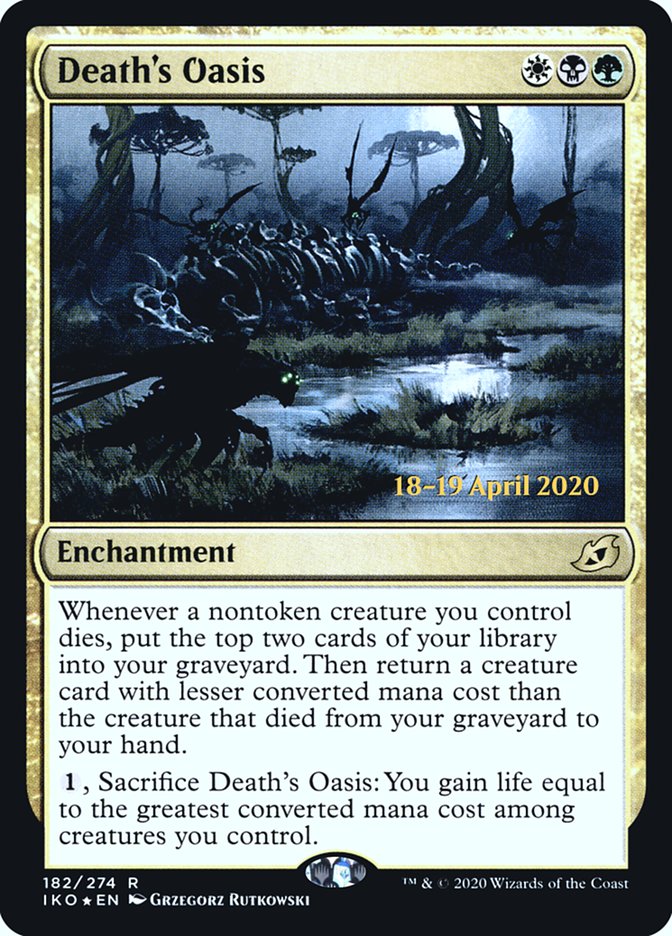 Death's Oasis
18–19 April 2020
Enchantment
Whenever a nontoken creature you control
dies, put the top two cards of your library
into your graveyard. Then return a creature
card with lesser converted mana cost than
the creature that died from your graveyard to
your hand.
1, Sacrifice Death's Oasis: You gain life equal
to the greatest converted mana cost among
creatures you control.
182/274 R
IKO★EN Grzegorz Rutkowski
™ & © 2020 Wizards of the Coast